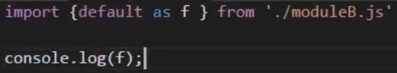 import {default as f } from './moduleB.js'
console.log(f);